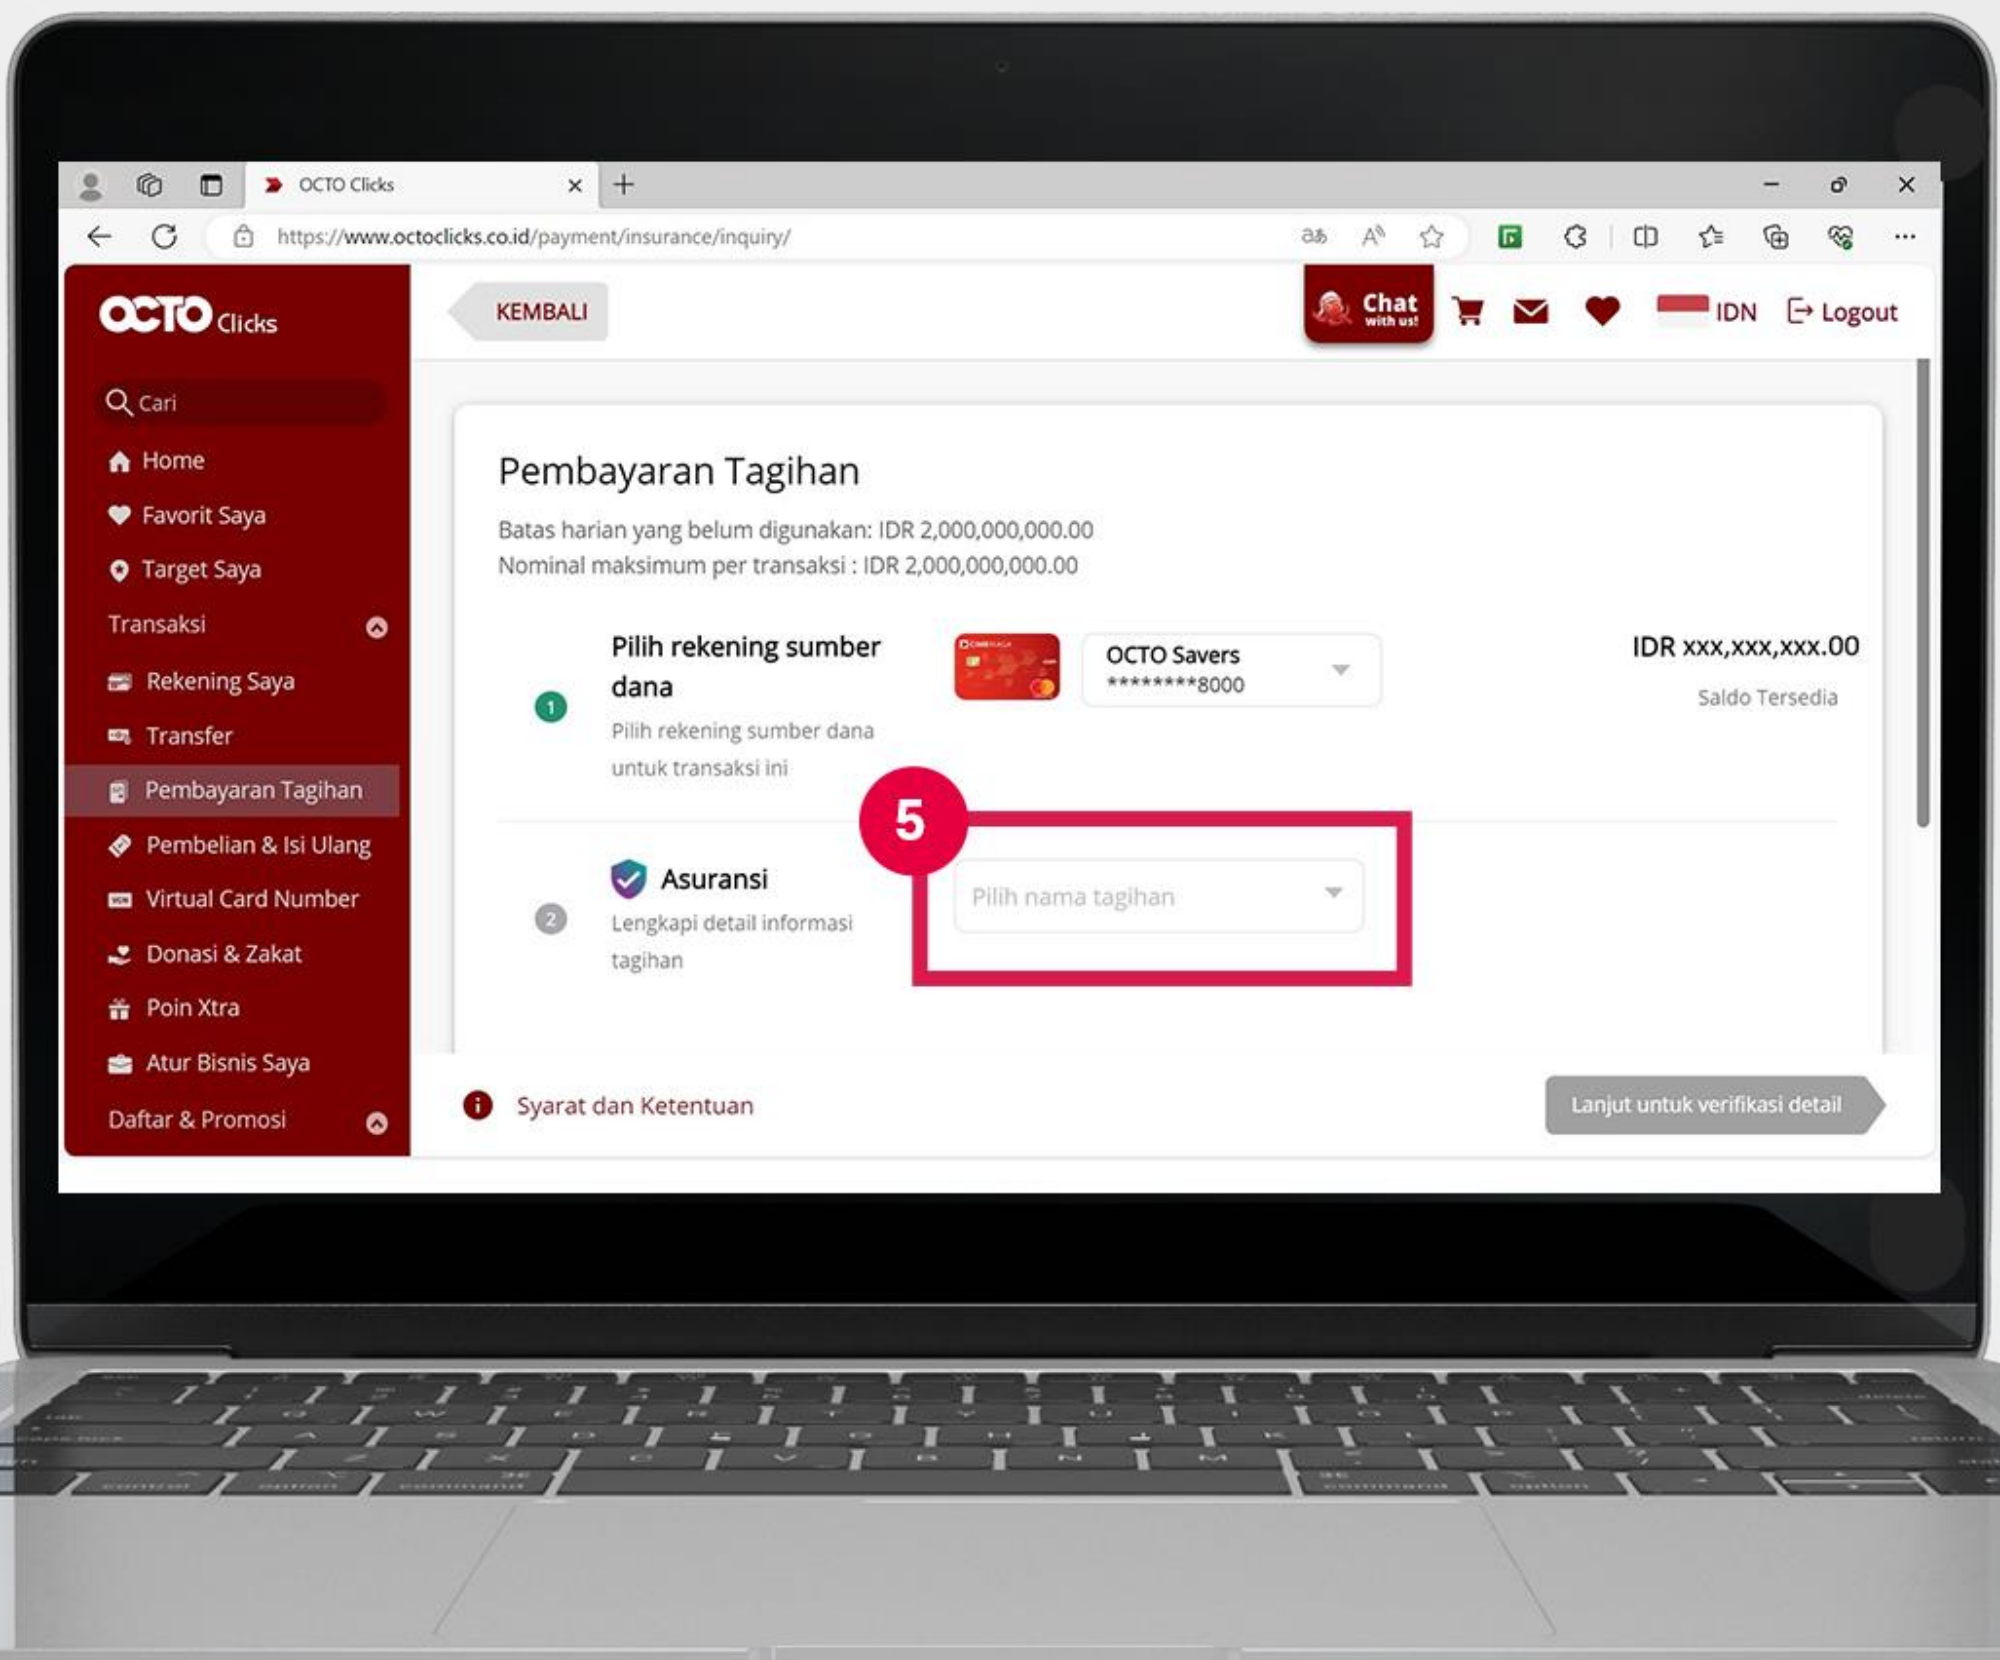 OCTO Clicks
https://www.octoclicks.co.id/payment/insurance/inquiry/
OCTO Clicks
KEMBALI
Chat
with us!
IDN
Logout
Cari
Home
Favorit Saya
Target Saya
Transaksi
Rekening Saya
Transfer
Pembayaran Tagihan
Pembelian & Isi Ulang
Virtual Card Number
Donasi & Zakat
Poin Xtra
Atur Bisnis Saya
Daftar & Promosi
Pembayaran Tagihan
Batas harian yang belum digunakan: IDR 2,000,000,000.00
Nominal maksimum per transaksi : IDR 2,000,000,000.00
1
Pilih rekening sumber
dana
Pilih rekening sumber dana
untuk transaksi ini
OCTO Savers
********8000
IDR xxx,xxx,xxx.00
Saldo Tersedia
5
2
Asuransi
Lengkapi detail informasi
tagihan
Pilih nama tagihan
Syarat dan Ketentuan
Lanjut untuk verifikasi detail